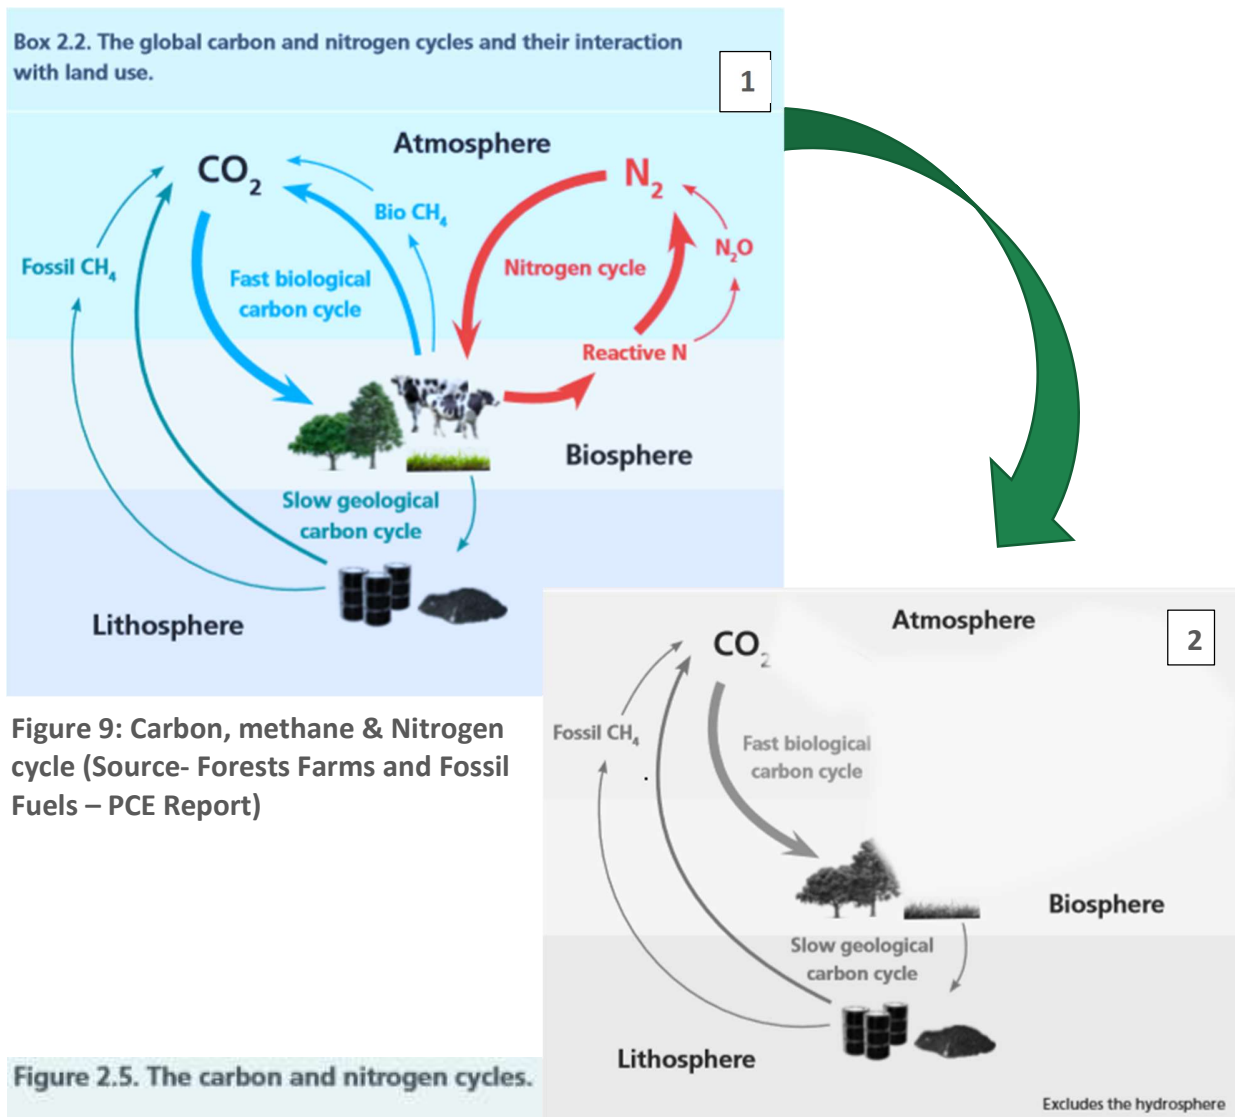 Box 2.2. The global carbon and nitrogen cycles and their interaction
with land use.
1
Atmosphere
CO₂
N₂
Bio CH₄
N₂O
Fossil CH₄
Fast biological
carbon cycle
Nitrogen cycle
Reactive N
Biosphere
Slow geological
carbon cycle
Lithosphere
Figure 9: Carbon, methane & Nitrogen
cycle (Source- Forests Farms and Fossil
Fuels – PCE Report)
2
Atmosphere
CO₂
Fossil CH₄
Fast biological
carbon cycle
Biosphere
Slow geological
carbon cycle
Lithosphere
Excludes the hydrosphere
Figure 2.5. The carbon and nitrogen cycles.